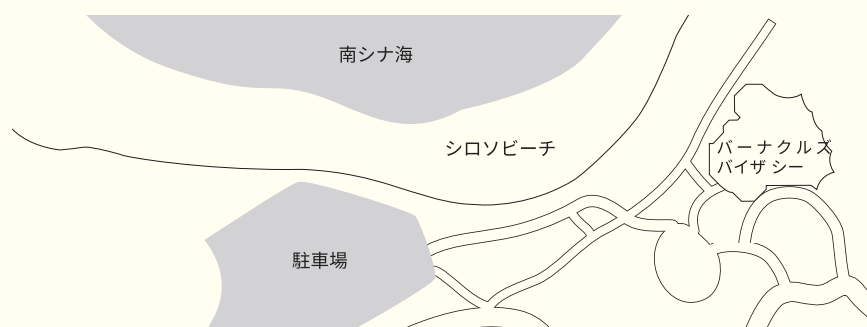 南シナ海
シロソビーチ
バーナクルズ
バイザ シー
駐車場